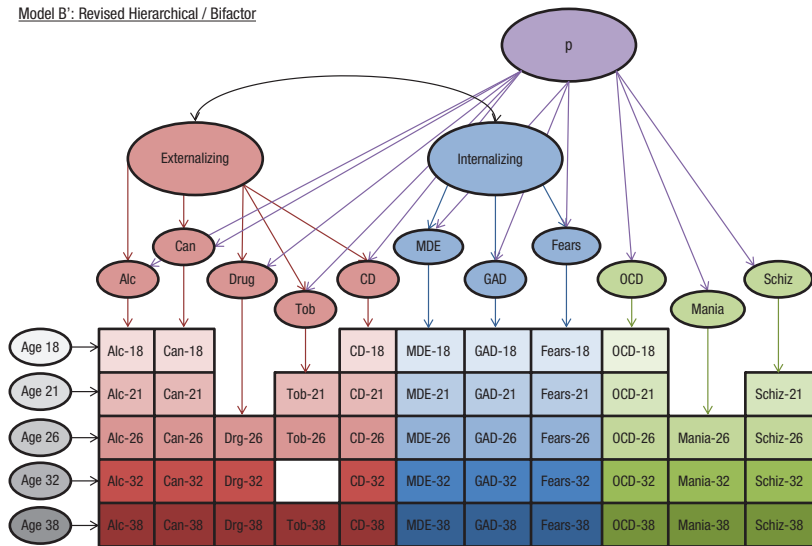 Model B’: Revised Hierarchical / Bifactor
p
Externalizing
Internalizing
Can
MDE
Fears
Alc
Drug
CD
GAD
OCD
Schiz
Tob
Mania
Age 18
Alc-18
Can-18
CD-18
MDE-18
GAD-18
Fears-18
OCD-18
Age 21
Alc-21
Can-21
Tob-21
CD-21
MDE-21
GAD-21
Fears-21
OCD-21
Schiz-21
Age 26
Alc-26
Can-26
Drg-26
Tob-26
CD-26
MDE-26
GAD-26
Fears-26
OCD-26
Mania-26
Schiz-26
Age 32
Alc-32
Can-32
Drg-32
CD-32
MDE-32
GAD-32
Fears-32
OCD-32
Mania-32
Schiz-32
Age 38
Alc-38
Can-38
Drg-38
Tob-38
CD-38
MDE-38
GAD-38
Fears-38
OCD-38
Mania-38
Schiz-38